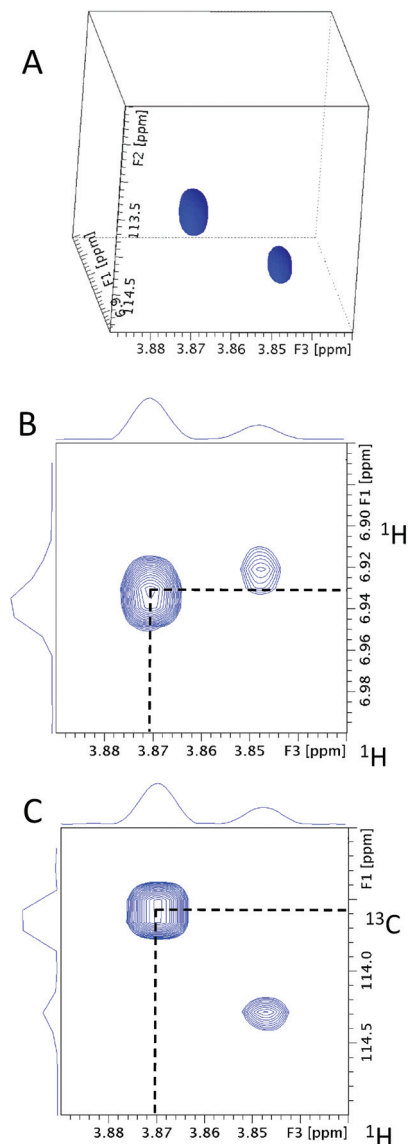 A
F2 [ppm]
113.5
114.5
F1 [ppm]
6.9
3.88 3.87 3.86 3.85 F3 [ppm]
B
F1 [ppm]
6.90
6.92
6.94
6.96
6.98
1H
3.88 3.87 3.86 3.85 F3 [ppm] 1H
C
F1 [ppm]
13C
114.0
114.5
3.88 3.87 3.86 3.85 F3 [ppm] 1H